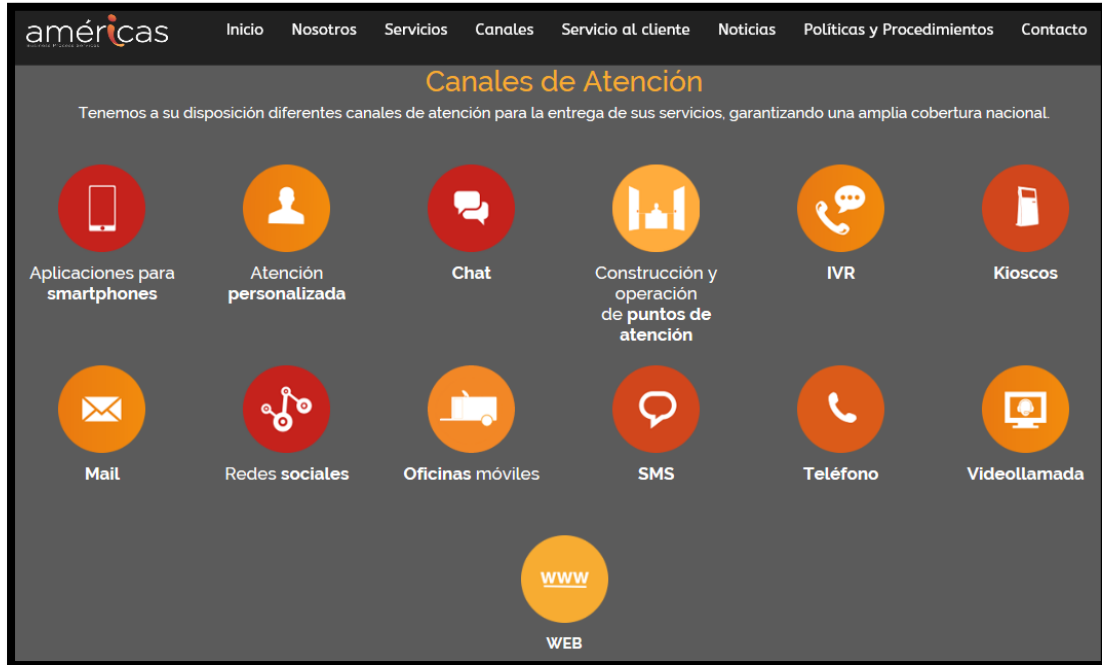 américas
Inicio Nosotros Servicios Canales Servicio al cliente Noticias Políticas y Procedimientos Contacto
Canales de Atención
Tenemos a su disposición diferentes canales de atención para la entrega de sus servicios, garantizando una amplia cobertura nacional.
Aplicaciones para
smartphones
Atención
personalizada
Chat
Construcción y
operación
de puntos de
atención
IVR
Kioscos
Mail
Redes sociales
Oficinas móviles
SMS
Teléfono
Videollamada
www
WEB